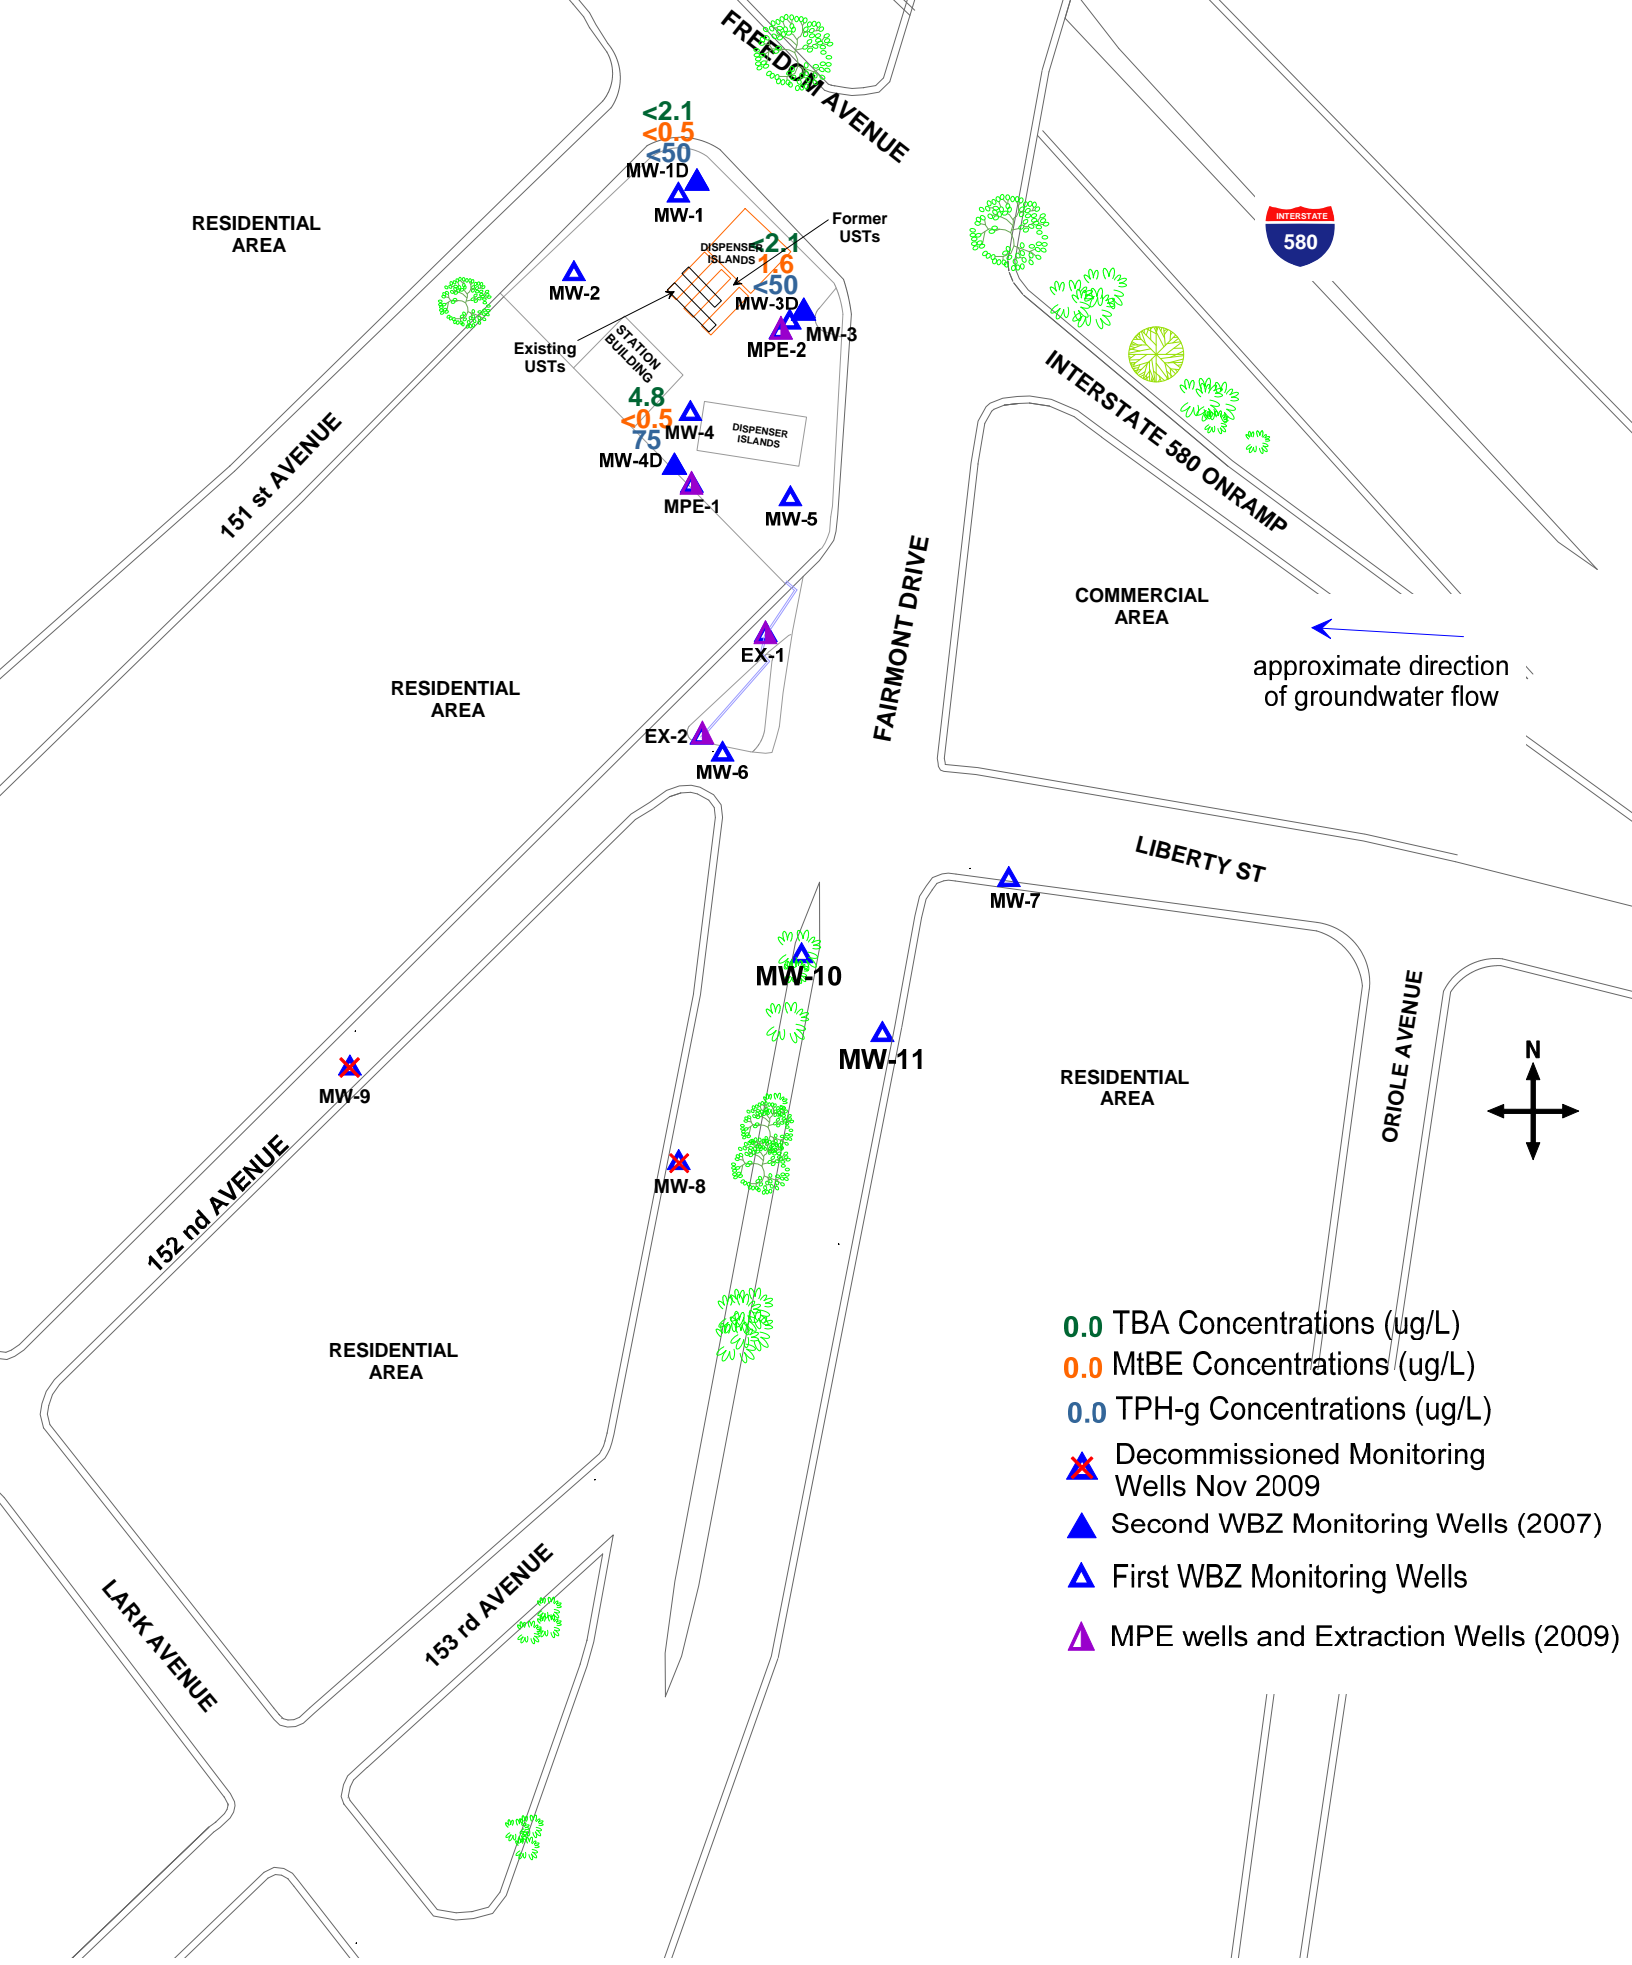 FREEDOM AVENUE
<2.1
<0.5
<50
MW-1D
MW-1
RESIDENTIAL
AREA
Former
USTs
INTERSTATE
580
DISPENSER
ISLANDS
<2.1
1.6
<50
MW-3D
MW-3
MPE-2
MW-2
Existing
USTs
STATION
BUILDING
4.8
<0.5
75
MW-4
DISPENSER
ISLANDS
MW-4D
MPE-1
MW-5
151 st AVENUE
INTERSTATE 580 ONRAMP
FAIRMONT DRIVE
COMMERCIAL
AREA
approximate direction
of groundwater flow
EX-1
RESIDENTIAL
AREA
EX-2
MW-6
LIBERTY ST
MW-7
MW-10
MW-11
ORIOLE AVENUE
N
RESIDENTIAL
AREA
MW-9
MW-8
152 nd AVENUE
RESIDENTIAL
AREA
0.0 TBA Concentrations (ug/L)
0.0 MtBE Concentrations (ug/L)
0.0 TPH-g Concentrations (ug/L)
Decommissioned Monitoring
Wells Nov 2009
Second WBZ Monitoring Wells (2007)
First WBZ Monitoring Wells
MPE wells and Extraction Wells (2009)
LARK AVENUE
153 rd AVENUE